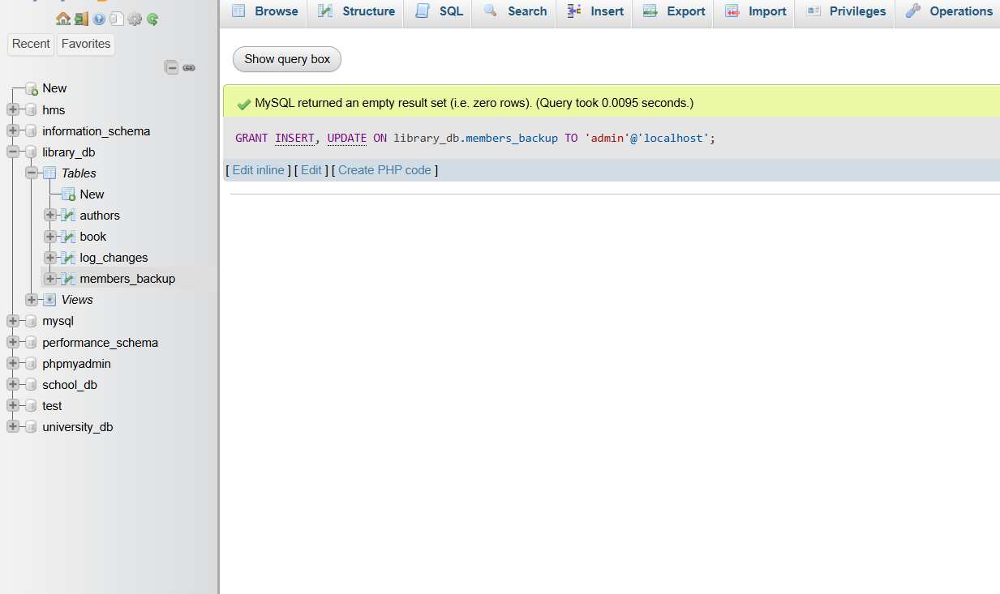 Browse Structure SQL Search Insert Export Import Privileges Operations
Recent Favorites
Show query box
New
hms
information_schema
library_db
Tables
New
authors
book
log_changes
members_backup
Views
mysql
performance_schema
phpmyadmin
school_db
test
university_db
MySQL returned an empty result set (i.e. zero rows). (Query took 0.0095 seconds.)
GRANT INSERT, UPDATE ON library_db.members_backup TO 'admin'@'localhost';
[ Edit inline ] [ Edit ] [ Create PHP code ]